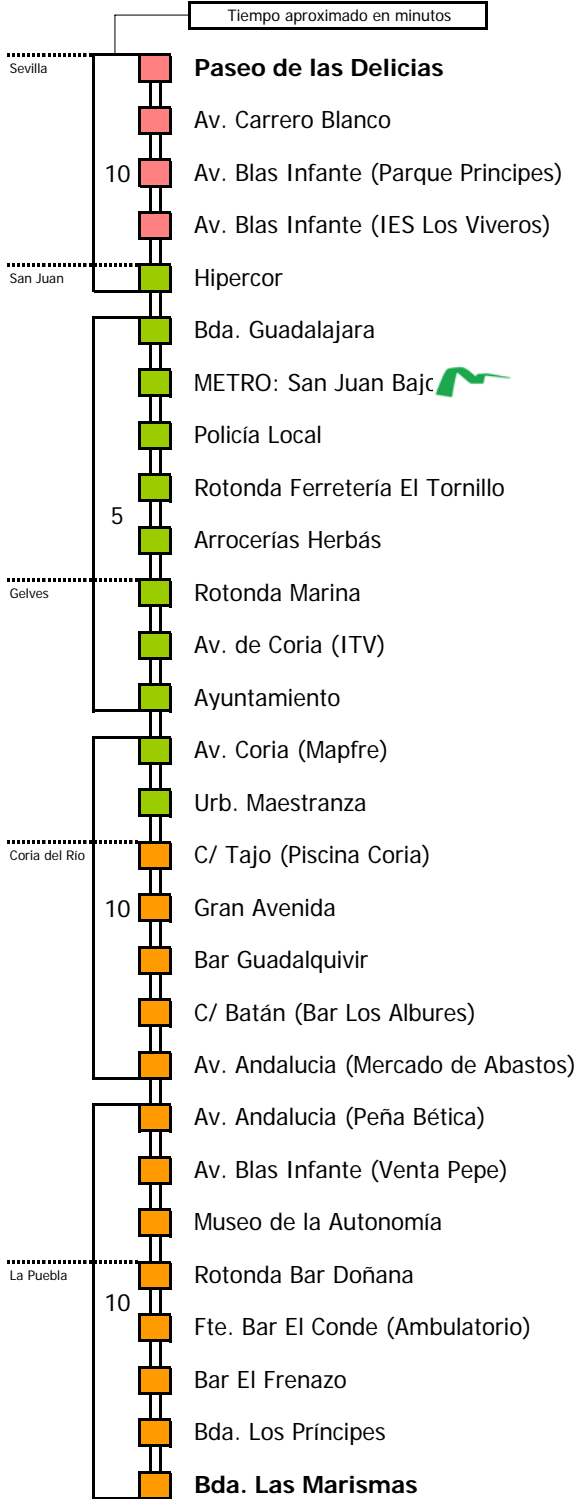 Tiempo aproximado en minutos
Sevilla
Paseo de las Delicias
Av. Carrero Blanco
10
Av. Blas Infante (Parque Principes)
Av. Blas Infante (IES Los Viveros)
San Juan
Hipercor
Bda. Guadalajara
METRO: San Juan Bajo
Policía Local
Rotonda Ferretería El Tornillo
5
Arrocerías Herbás
Gelves
Rotonda Marina
Av. de Coria (ITV)
Ayuntamiento
Av. Coria (Mapfre)
Urb. Maestranza
Coria del Río
C/ Tajo (Piscina Coria)
10
Gran Avenida
Bar Guadalquivir
C/ Batán (Bar Los Albures)
Av. Andalucia (Mercado de Abastos)
Av. Andalucia (Peña Bética)
Av. Blas Infante (Venta Pepe)
Museo de la Autonomía
La Puebla
Rotonda Bar Doñana
10
Fte. Bar El Conde (Ambulatorio)
Bar El Frenazo
Bda. Los Príncipes
Bda. Las Marismas